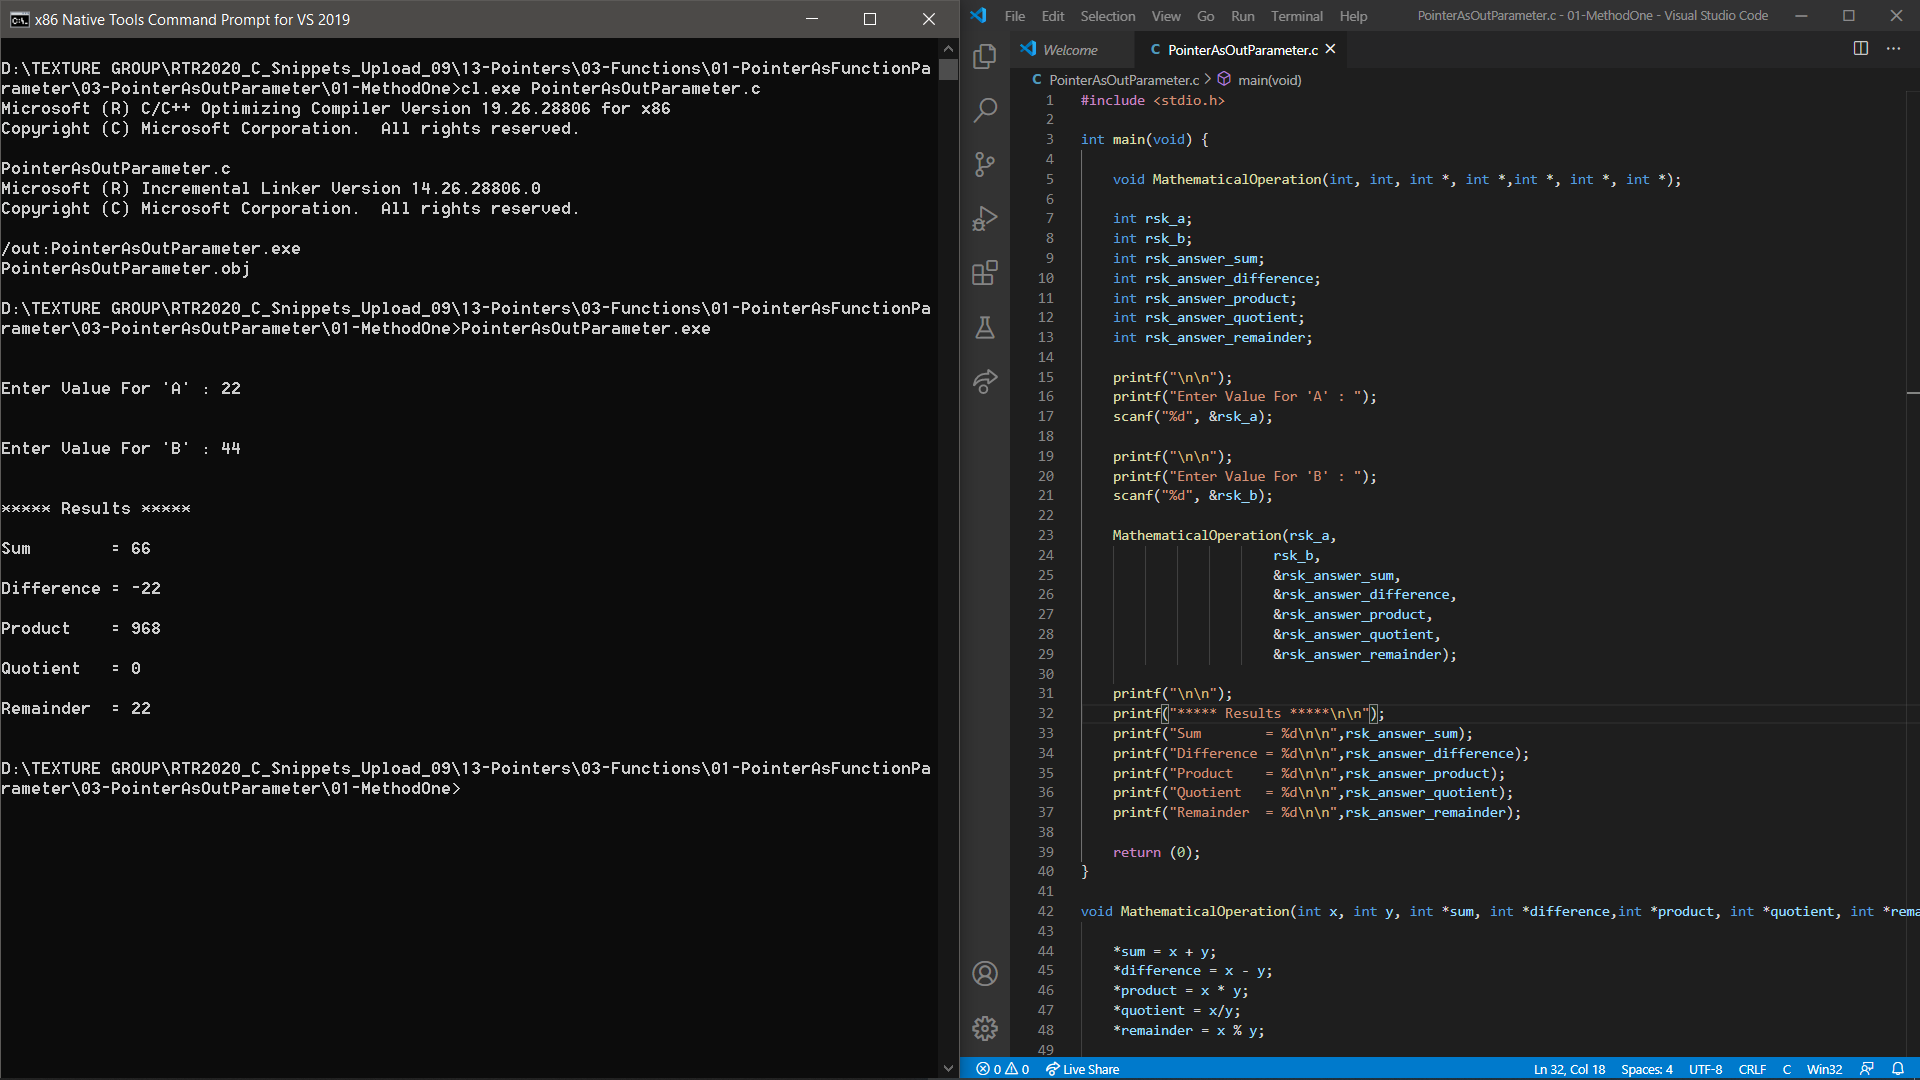 x86 Native Tools Command Prompt for VS 2019
D:\TEXTURE GROUP\RTR2020_C_Snippets_Upload_09\13-Pointers\03-Functions\01-PointerAsFunctionPa
rameter\03-PointerAsOutParameter\01-MethodOne>cl.exe PointerAsOutParameter.c
Microsoft (R) C/C++ Optimizing Compiler Version 19.26.28806 for x86
Copyright (C) Microsoft Corporation.  All rights reserved.
PointerAsOutParameter.c
Microsoft (R) Incremental Linker Version 14.26.28806.0
Copyright (C) Microsoft Corporation.  All rights reserved.
/out:PointerAsOutParameter.exe
PointerAsOutParameter.obj
D:\TEXTURE GROUP\RTR2020_C_Snippets_Upload_09\13-Pointers\03-Functions\01-PointerAsFunctionPa
rameter\03-PointerAsOutParameter\01-MethodOne>PointerAsOutParameter.exe
Enter Value For 'A' : 22
Enter Value For 'B' : 44
***** Results *****
Sum        = 66
Difference = -22
Product    = 968
Quotient   = 0
Remainder  = 22
D:\TEXTURE GROUP\RTR2020_C_Snippets_Upload_09\13-Pointers\03-Functions\01-PointerAsFunctionPa
rameter\03-PointerAsOutParameter\01-MethodOne>
File Edit Selection View Go Run Terminal Help PointerAsOutParameter.c - 01-MethodOne - Visual Studio Code
Welcome C PointerAsOutParameter.c
C PointerAsOutParameter.c > main(void)
1 #include <stdio.h>
2
3 int main(void) {
4
5 void MathematicalOperation(int, int, int *, int *,int *, int *, int *);
6
7 int rsk_a;
8 int rsk_b;
9 int rsk_answer_sum;
10 int rsk_answer_difference;
11 int rsk_answer_product;
12 int rsk_answer_quotient;
13 int rsk_answer_remainder;
14
15 printf("\n\n");
16 printf("Enter Value For 'A' : ");
17 scanf("%d", &rsk_a);
18
19 printf("\n\n");
20 printf("Enter Value For 'B' : ");
21 scanf("%d", &rsk_b);
22
23 MathematicalOperation(rsk_a,
24 rsk_b,
25 &rsk_answer_sum,
26 &rsk_answer_difference,
27 &rsk_answer_product,
28 &rsk_answer_quotient,
29 &rsk_answer_remainder);
30
31 printf("\n\n");
32 printf("***** Results *****\n\n");
33 printf("Sum        = %d\n\n",rsk_answer_sum);
34 printf("Difference = %d\n\n",rsk_answer_difference);
35 printf("Product    = %d\n\n",rsk_answer_product);
36 printf("Quotient   = %d\n\n",rsk_answer_quotient);
37 printf("Remainder  = %d\n\n",rsk_answer_remainder);
38
39 return (0);
40 }
41
42 void MathematicalOperation(int x, int y, int *sum, int *difference,int *product, int *quotient, int *rema
43
44 *sum = x + y;
45 *difference = x - y;
46 *product = x * y;
47 *quotient = x/y;
48 *remainder = x % y;
49
0 0 Live Share Ln 32, Col 18 Spaces: 4 UTF-8 CRLF C Win32